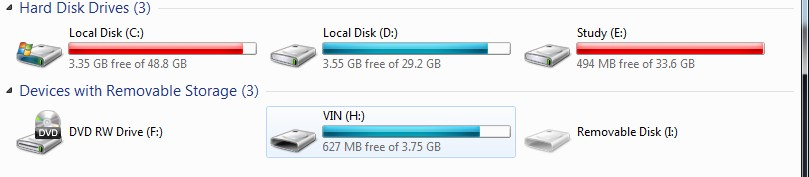 Hard Disk Drives (3)
Local Disk (C:)
3.35 GB free of 48.8 GB
Local Disk (D:)
3.55 GB free of 29.2 GB
Study (E:)
494 MB free of 33.6 GB
Devices with Removable Storage (3)
DVD
DVD RW Drive (F:)
VIN (H:)
627 MB free of 3.75 GB
Removable Disk (I:)